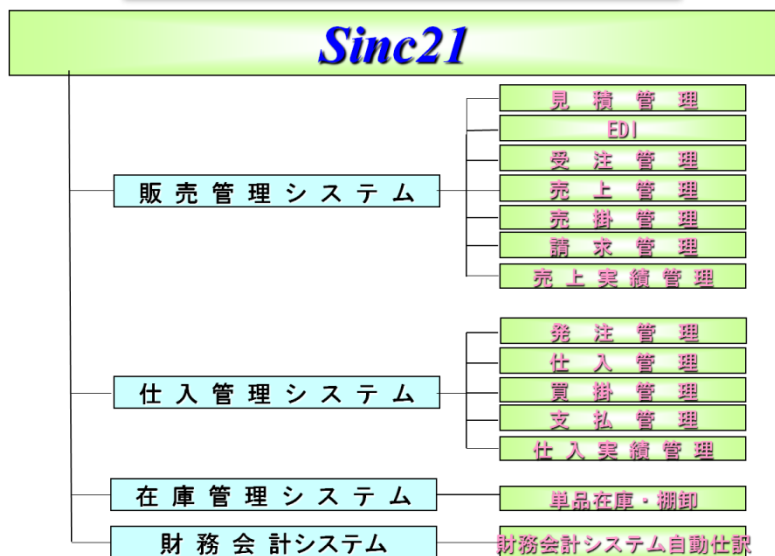 Sinc21
見積管理
EDI
受注管理
販売管理システム
売上管理
売掛管理
請求管理
売上実績管理
発注管理
仕入管理
仕入管理システム
買掛管理
支払管理
仕入実績管理
在庫管理システム
単品在庫・棚卸
財務会計システム
財務会計システム自動仕訳